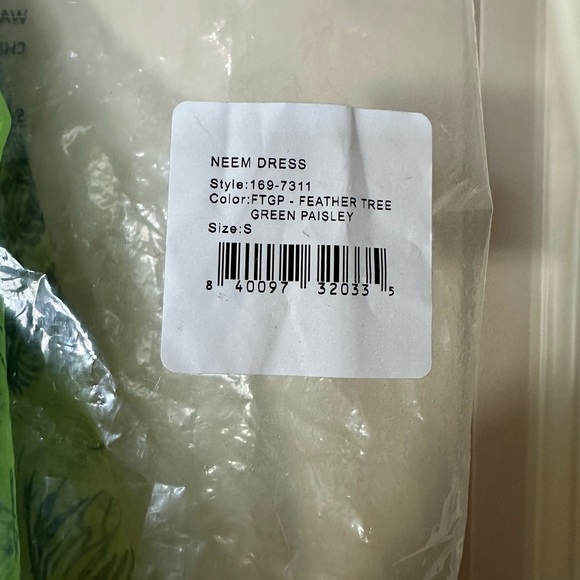 NEEM DRESS
Style:169-7311
Color:FTGP - FEATHER TREE
GREEN PAISLEY
Size:S
8 40097 32033 5